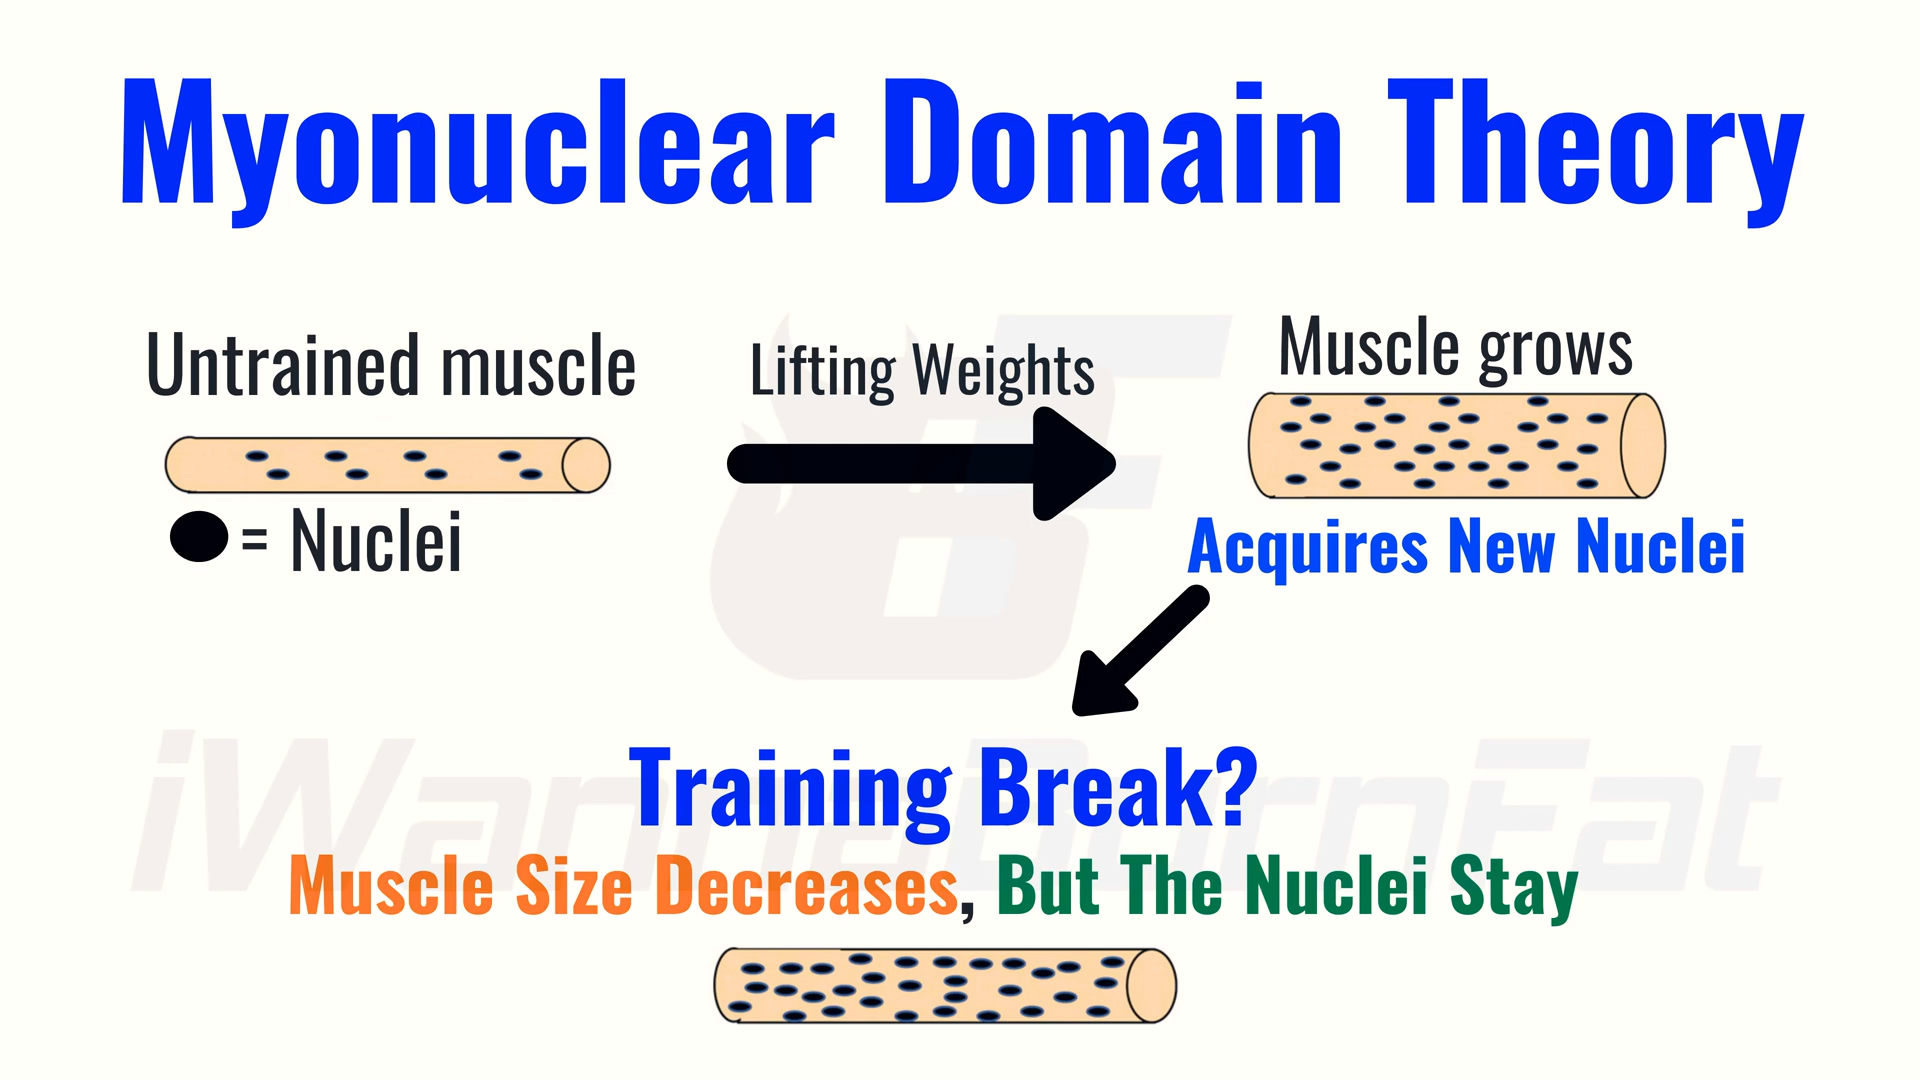 Myonuclear Domain Theory
Untrained muscle
Lifting Weights
Muscle grows
= Nuclei
Acquires New Nuclei
Training Break?
Muscle Size Decreases, But The Nuclei Stay
iWannaBurnFat